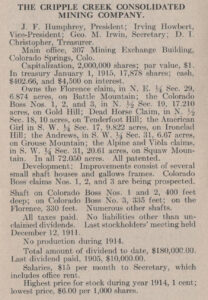 THE CRIPPLE CREEK CONSOLIDATED
MINING COMPANY.
J. F. Humphrey, President; Irving Howbert,
Vice-President; Geo. M. Irwin, Secretary; D. I.
Christopher, Treasurer.
Main office, 307 Mining Exchange Building,
Colorado Springs, Colo.
Capitalization, 2,000,000 shares; par value, $1.
In treasury January 1, 1915, 17,878 shares; cash,
$402.66, and $4,500 on interest.
Owns the Florence claim, in N. E. ¼ Sec. 29,
6.874 acres, on Battle Mountain; the Colorado
Boss Nos. 1, 2, and 3, in N. ½ Sec. 19, 17.210
acres, on Gold Hill; Dead Horse Claim, in N. ½
Sec. 18, 10 acres, on Tenderfoot Hill; the American
Girl in S. W. ¼ Sec. 17, 9.822 acres, on Ironclad
Hill; the Andrews, in S. W. ¼ Sec. 31, 6.67 acres,
on Grouse Mountain; the Alpine and Viola claims,
in S. W. ¼ Sec. 31, 20.61 acres, on Squaw Mountain.
In all 72.050 acres. All patented.
Development: Improvements consist of several
small shaft houses and gallows frames. Colorado
Boss claims Nos. 1, 2, and 3 are being prospected.
Shaft on Colorado Boss Nos. 1 and 2, 400 feet
deep; on Colorado Boss No. 3, 335 feet; on the
Florence, 330 feet. Numerous other shafts.
All taxes paid. No liabilities other than unclaimed
dividends. Last stockholders' meeting held
December 12, 1911.
No production during 1914.
Total amount of dividend to date, $180,000.00.
Last dividend paid, 1905, $10,000.00.
Salaries, $15 per month to Secretary, which
includes office rent.
Highest price for stock during year 1914, 1 cent;
lowest price, $6.00 per 1,000 shares.